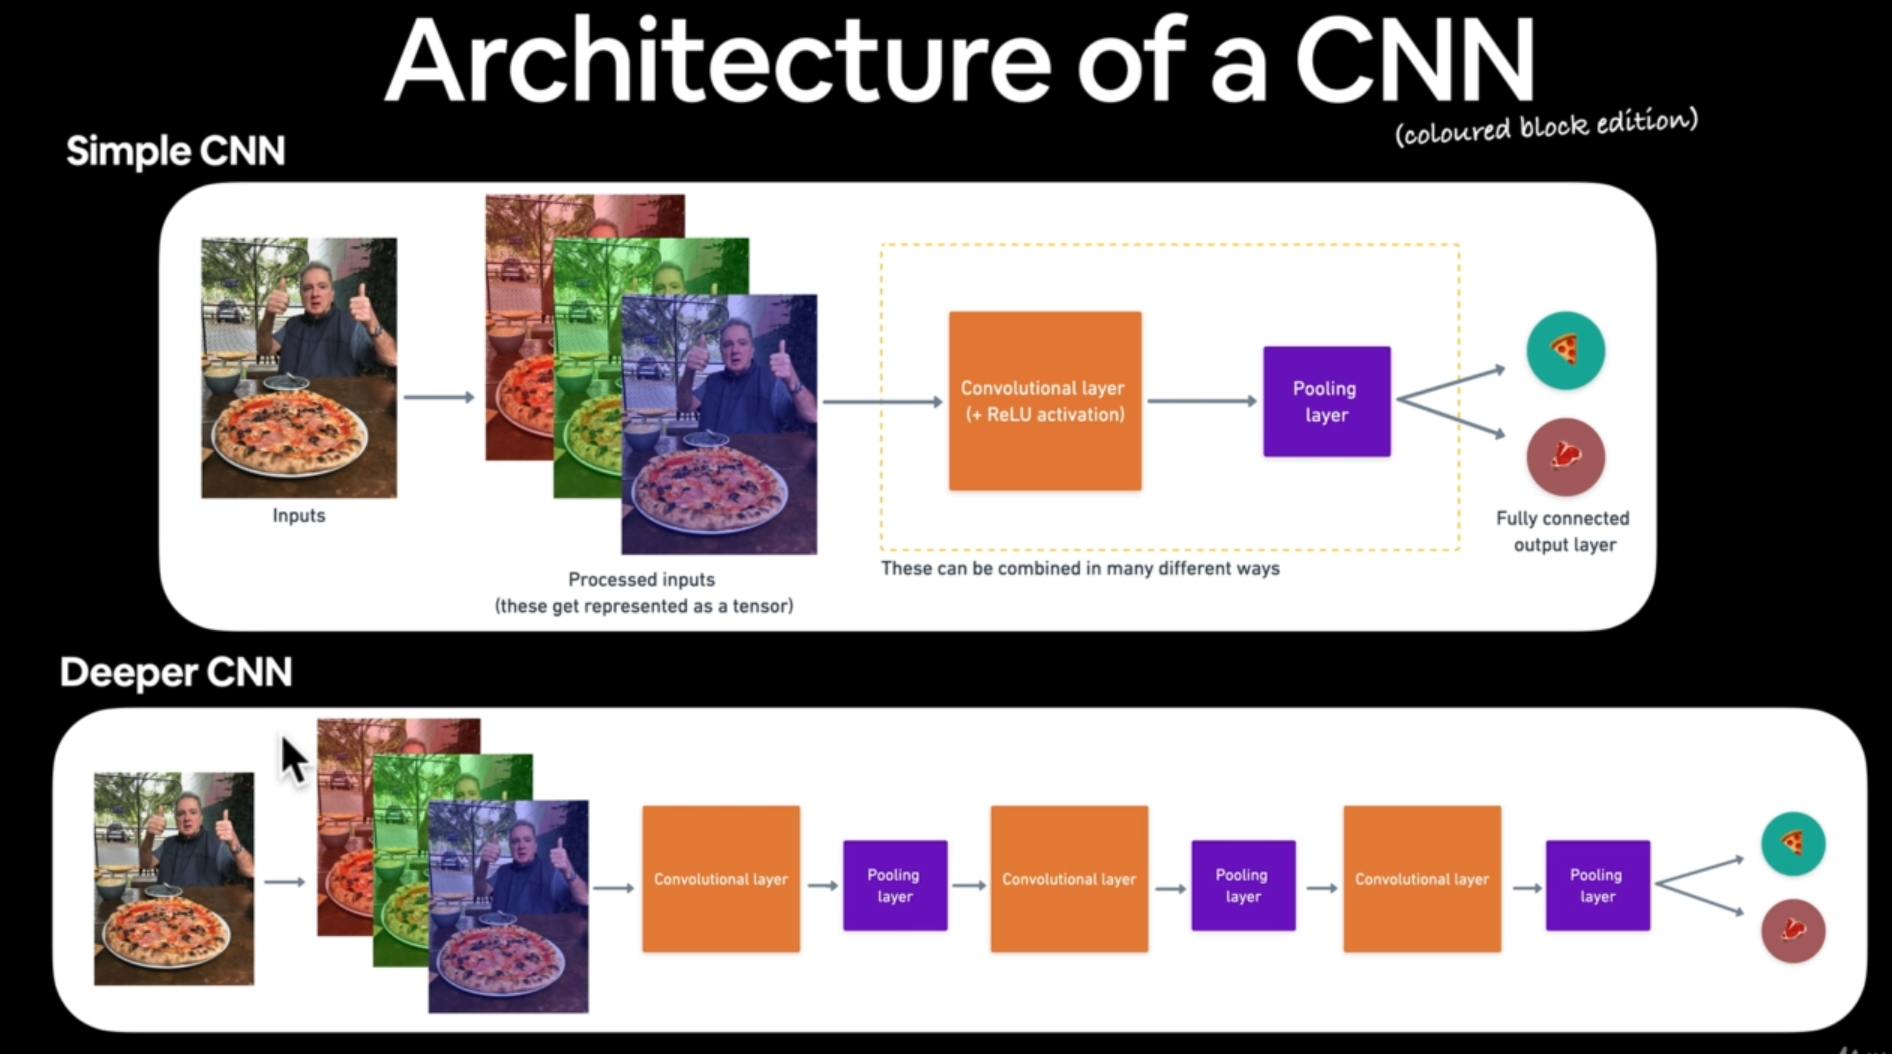 Architecture of a CNN
(coloured block edition)
Simple CNN
Inputs
Processed inputs
(these get represented as a tensor)
Convolutional layer
(+ ReLU activation)
Pooling
layer
These can be combined in many different ways
Fully connected
output layer
Deeper CNN
Convolutional layer
Pooling
layer
Convolutional layer
Pooling
layer
Convolutional layer
Pooling
layer